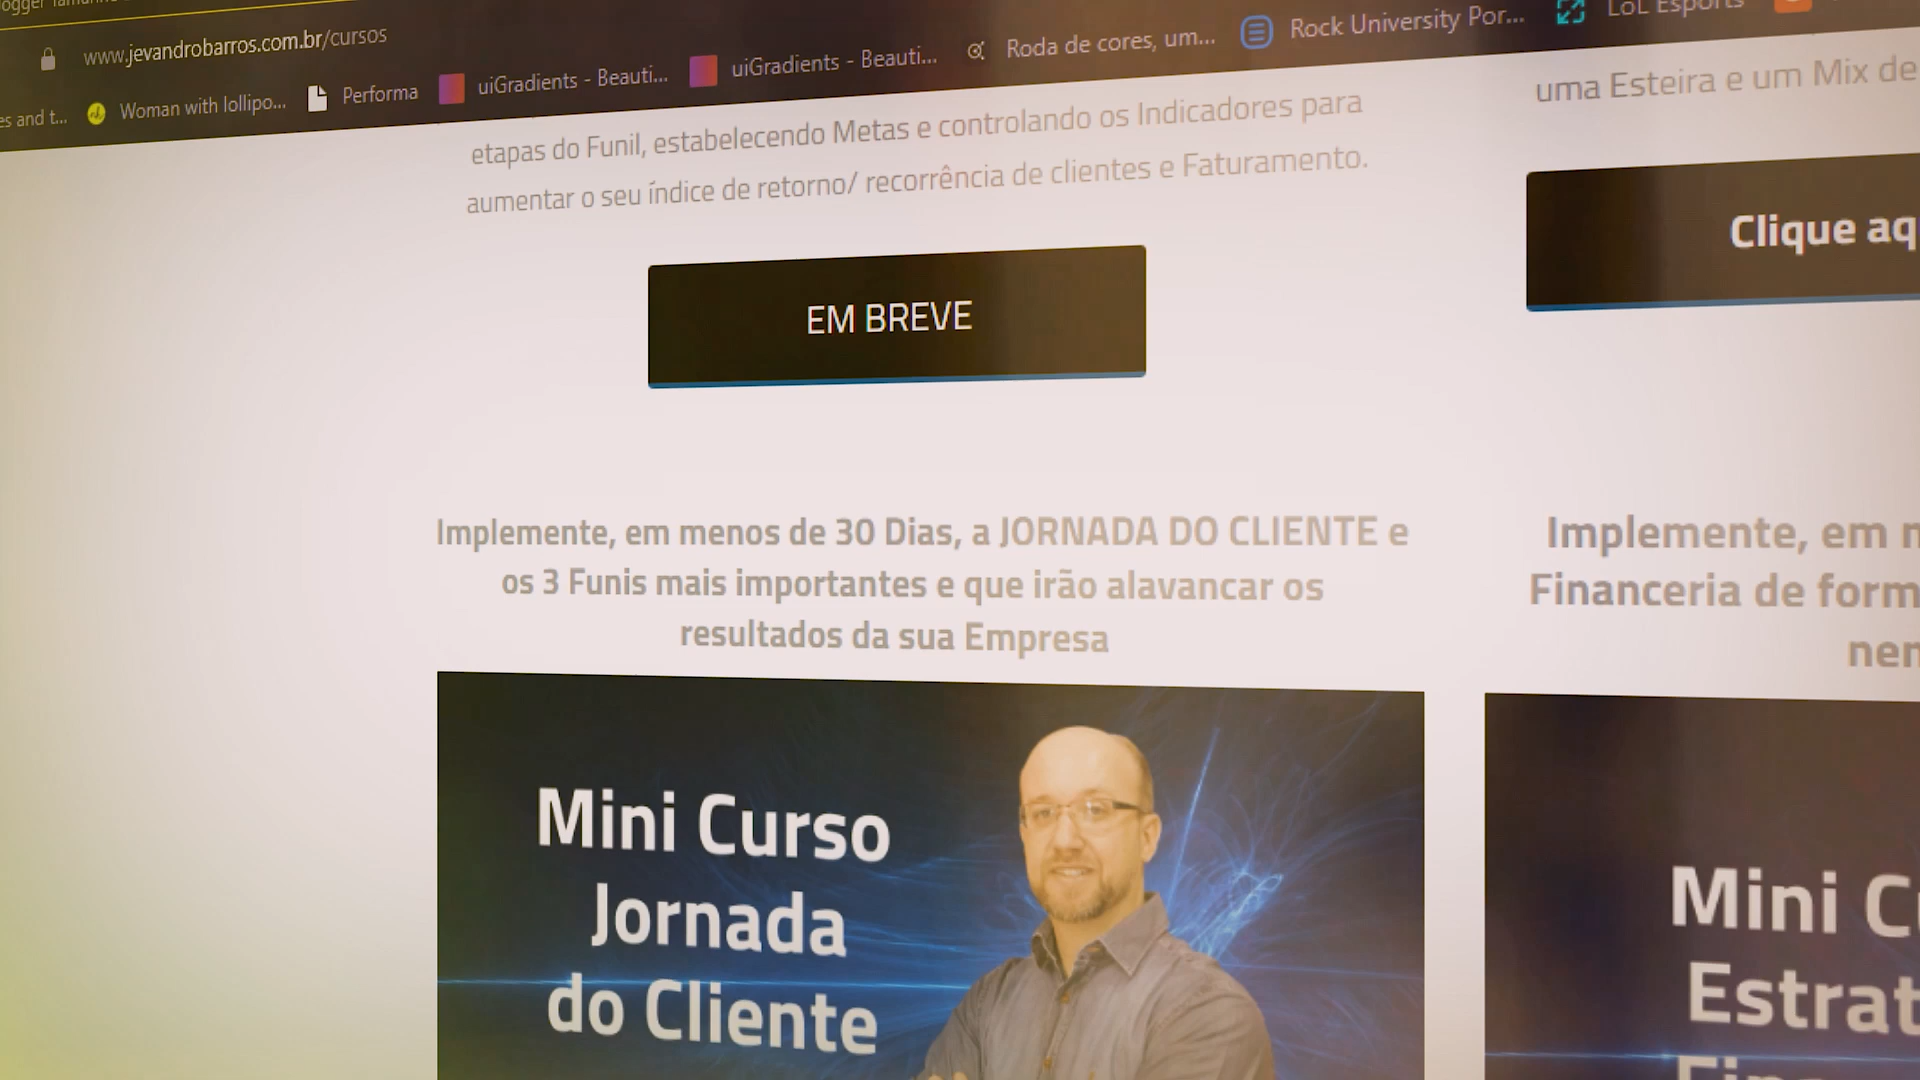 www.jevandrobarros.com.br/cursos
es and t...
Woman with lollipo...
Performa
uiGradients - Beauti...
uiGradients - Beauti...
Roda de cores, um...
Rock University Por...
LoL Esports
etapas do Funil, estabelecendo Metas e controlando os Indicadores para
aumentar o seu índice de retorno/ recorrência de clientes e Faturamento.
EM BREVE
uma Esteira e um Mix de
Clique aq
Implemente, em menos de 30 Dias, a JORNADA DO CLIENTE e
os 3 Funis mais importantes e que irão alavancar os
resultados da sua Empresa
Mini Curso
Jornada
do Cliente
Implemente, em
Financeria de form
Mini
Estrat